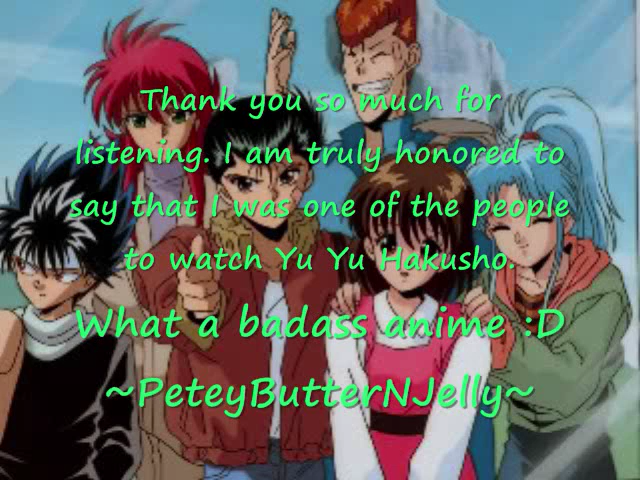 Thank you so much for
listening. I am truly honored to
say that I was one of the people
to watch Yu Yu Hakusho.
What a badass anime :D
~PeteyButterNJelly~